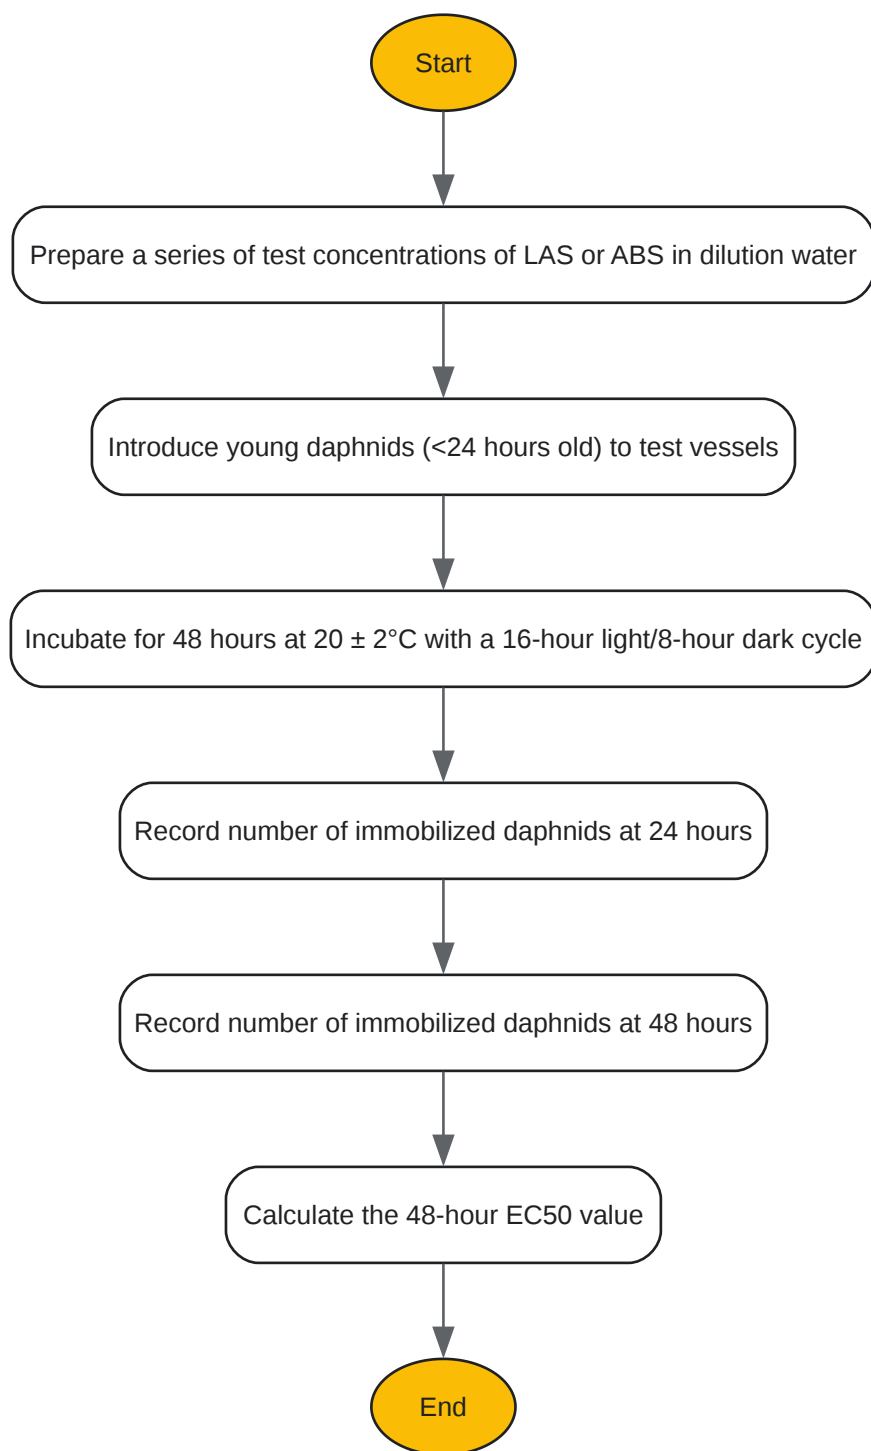 Start
Prepare a series of test concentrations of LAS or ABS in dilution water
Introduce young daphnids (<24 hours old) to test vessels
Incubate for 48 hours at 20 ± 2°C with a 16-hour light/8-hour dark cycle
Record number of immobilized daphnids at 24 hours
Record number of immobilized daphnids at 48 hours
Calculate the 48-hour EC50 value
End